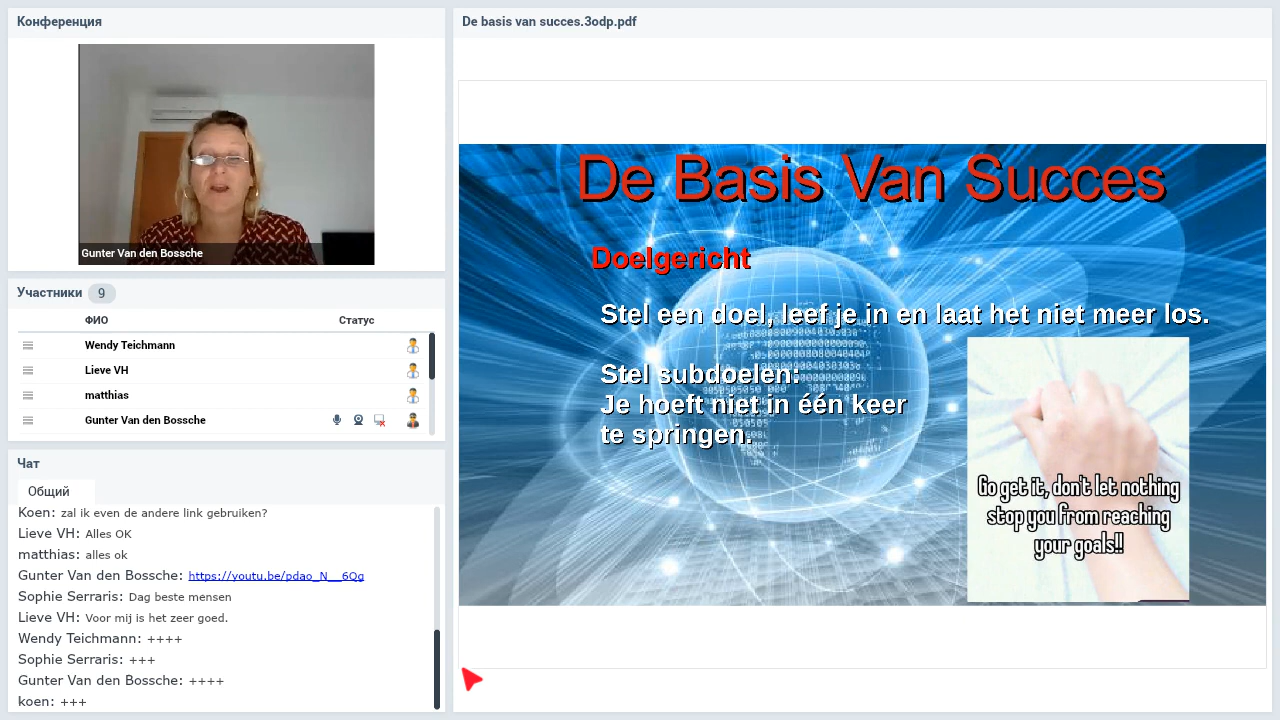 Конференция
Gunter Van den Bossche
Участники 9
ФИО Статус
Wendy Teichmann
Lieve VH
matthias
Gunter Van den Bossche
Чат
Общий
Koen: zal ik even de andere link gebruiken?
Lieve VH: Alles OK
matthias: alles ok
Gunter Van den Bossche: https://youtu.be/pdao_N__6Qg
Sophie Serraris: Dag beste mensen
Lieve VH: Voor mij is het zeer goed.
Wendy Teichmann: ++++
Sophie Serraris: +++
Gunter Van den Bossche: ++++
koen: +++
De basis van succes.3odp.pdf
De Basis Van Succes
Doelgericht
Stel een doel, leef je in en laat het niet meer los.
Stel subdoelen:
Je hoeft niet in één keer
te springen.
Go get it, don't let nothing
stop you from reaching
your goals!!